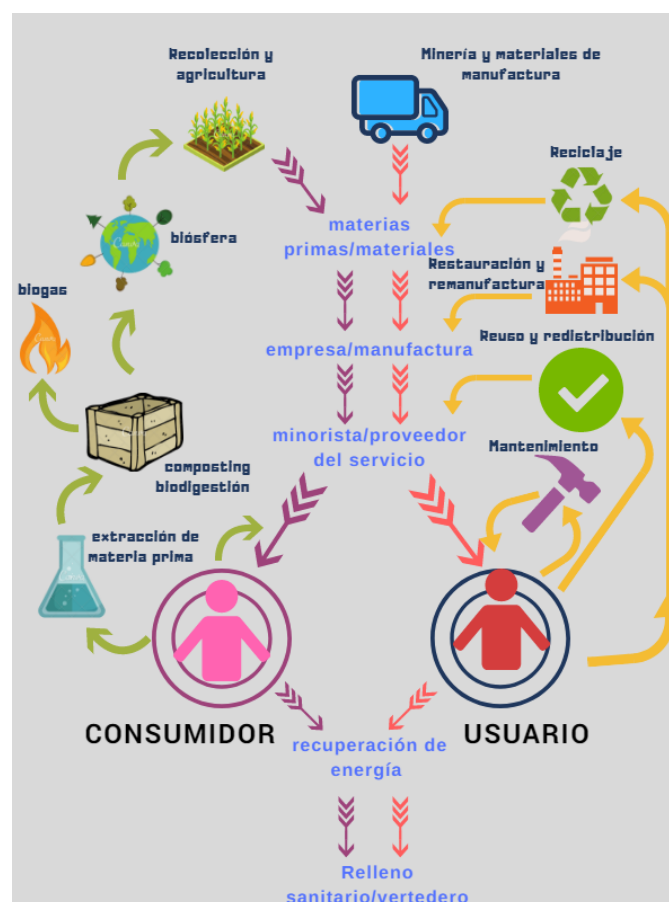 Recolección y
agricultura
Minería y materiales de
manufactura
Reciclaje
materias
primas/materiales
biósfera
Restauración y
remanufactura
biogas
empresa/manufactura
Reuso y redistribución
minorista/proveedor
del servicio
Mantenimiento
composting
biodigestión
extracción de
materia prima
CONSUMIDOR
USUARIO
recuperación de
energía
Relleno
sanitario/vertedero